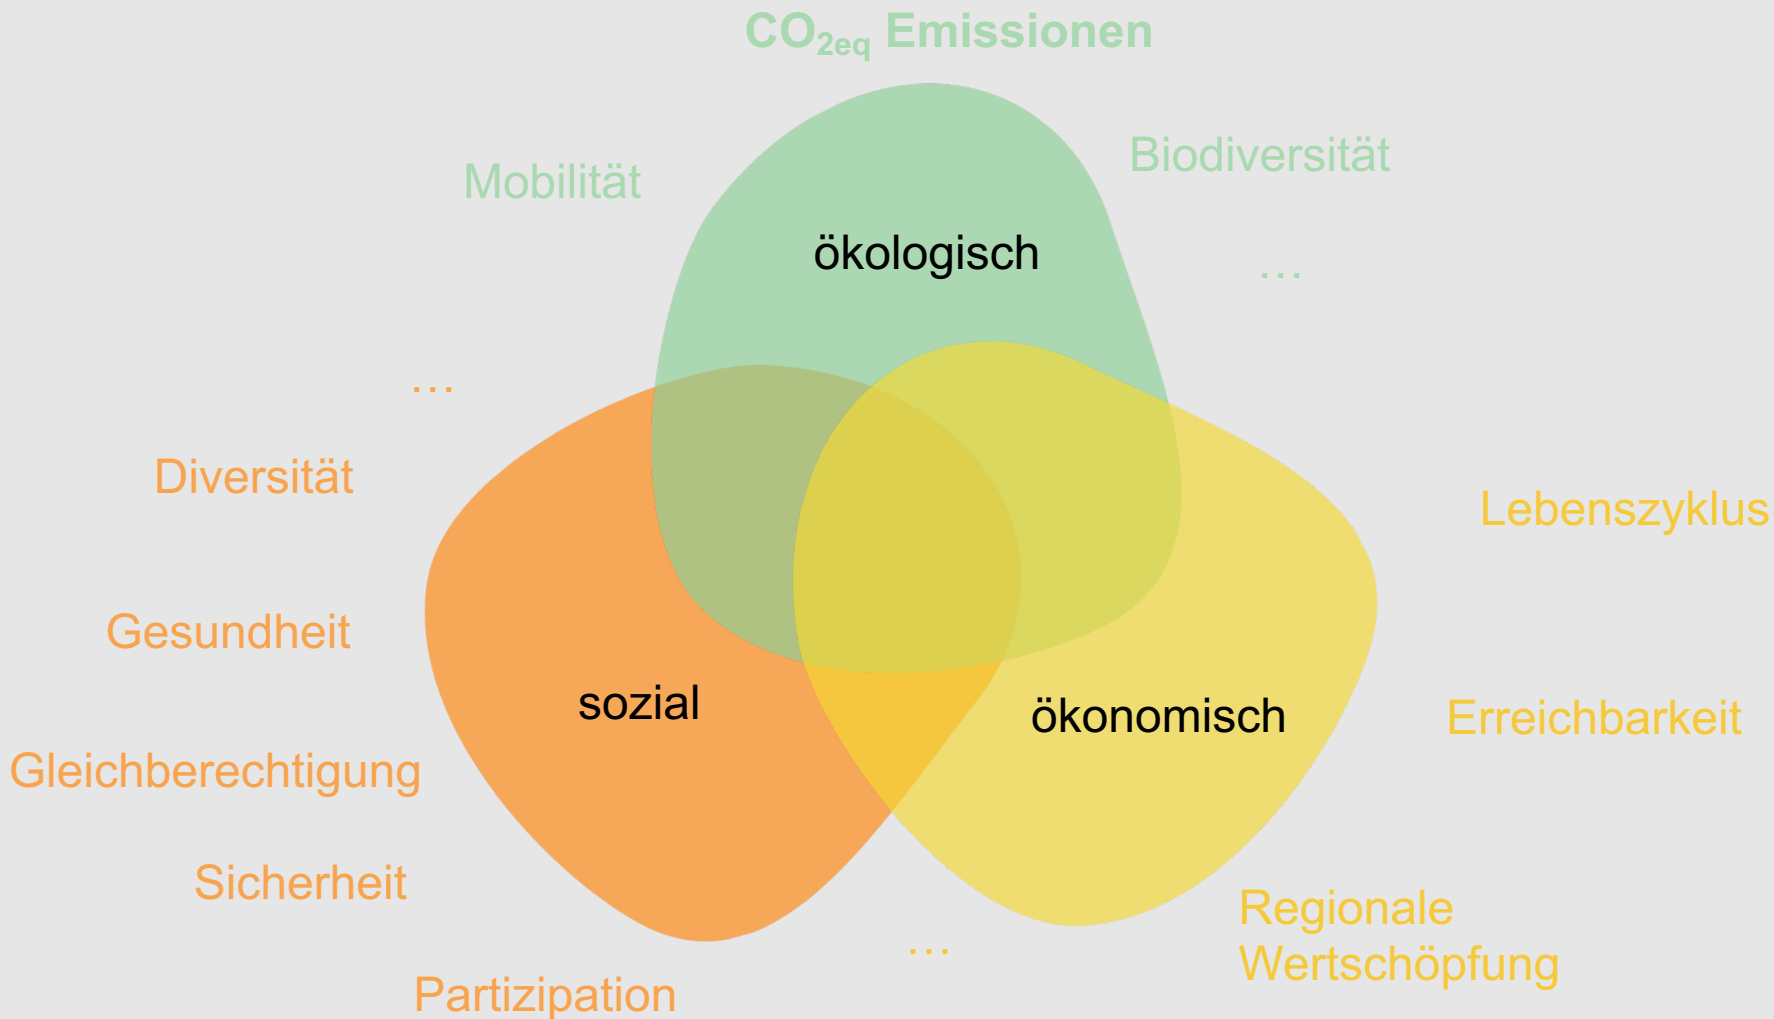 CO2eq Emissionen
Mobilität
Biodiversität
ökologisch
…
…
Diversität
Lebenszyklus
Gesundheit
sozial
ökonomisch
Erreichbarkeit
Gleichberechtigung
Sicherheit
Regionale
Wertschöpfung
…
Partizipation